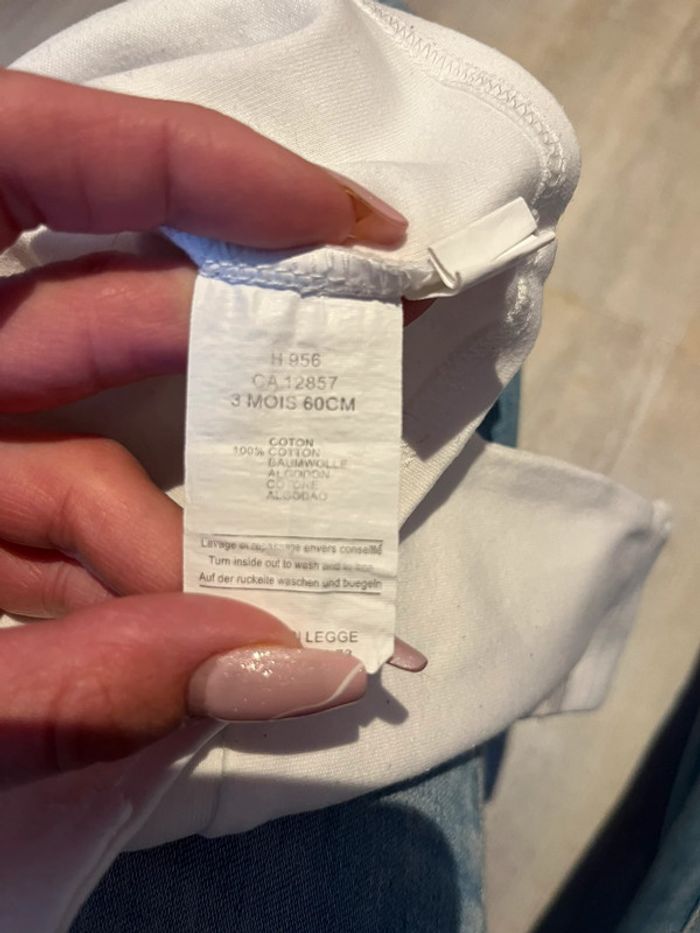 H 956
CA 12857
3 MOIS 60CM
COTON
100% COTTON
BAUMWOLLE
ALGODON
COTONE
ALGODAO
Lavage et repassage envers conseillé
Turn inside out to wash and to iron
Auf der ruckeite waschen und buegeln
LEGGE